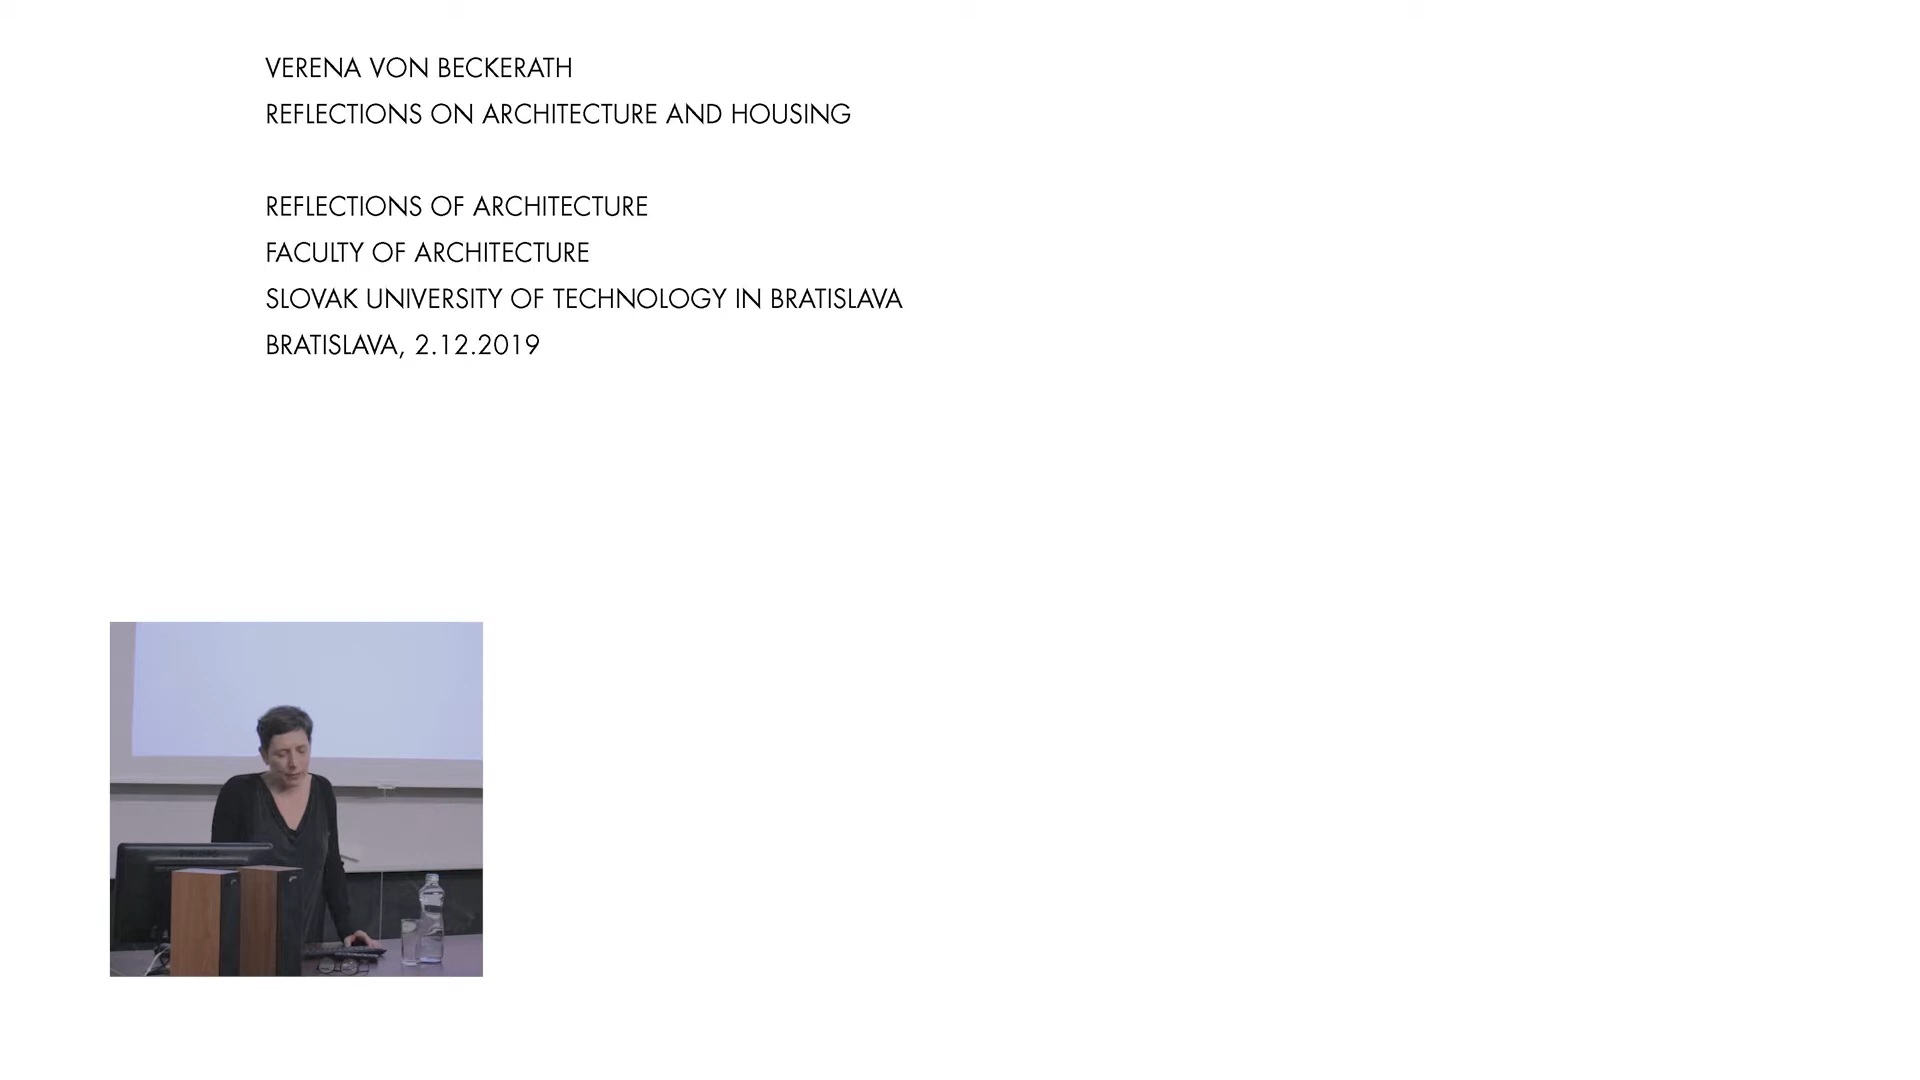 VERENA VON BECKERATH
REFLECTIONS ON ARCHITECTURE AND HOUSING
REFLECTIONS OF ARCHITECTURE
FACULTY OF ARCHITECTURE
SLOVAK UNIVERSITY OF TECHNOLOGY IN BRATISLAVA
BRATISLAVA, 2.12.2019